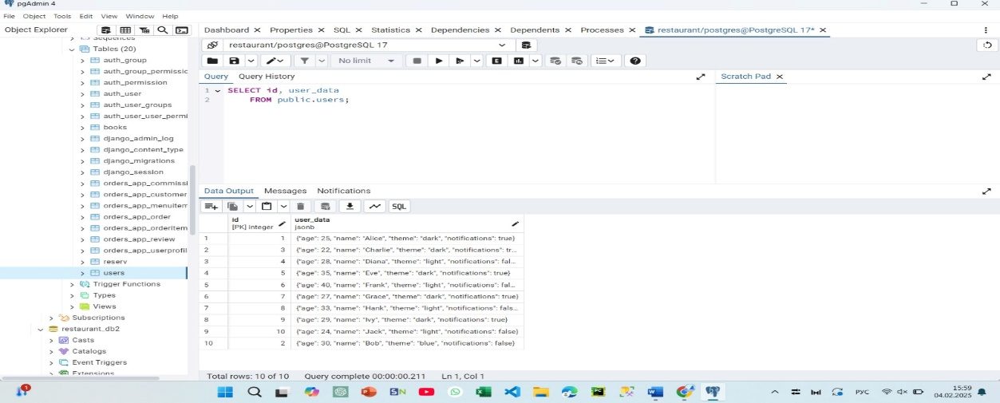 pgAdmin 4
File Object Tools Edit View Window Help
Object Explorer
Dashboard Properties SQL Statistics Dependencies Dependents Processes restaurant/postgres@PostgreSQL 17*
Sequences
Tables (20)
auth_group
auth_group_permissic
auth_permission
auth_user
auth_user_groups
auth_user_user_permi
books
django_admin_log
django_content_type
django_migrations
django_session
orders_app_commissi
orders_app_customer
orders_app_menuitem
orders_app_order
orders_app_orderitem
orders_app_review
orders_app_userprofil
reserv
users
Trigger Functions
Types
Views
Subscriptions
restaurant_db2
Casts
Catalogs
Event Triggers
Extensions
restaurant/postgres@PostgreSQL 17
No limit
E
Query Query History
Scratch Pad
1 SELECT id, user_data
2 FROM public.users;
Data Output Messages Notifications
SQL
id user_data
[PK] integer jsonb
1 1 {"age": 25, "name": "Alice", "theme": "dark", "notifications": true}
2 3 {"age": 22, "name": "Charlie", "theme": "dark", "notifications": tr...
3 4 {"age": 28, "name": "Diana", "theme": "light", "notifications": fal...
4 5 {"age": 35, "name": "Eve", "theme": "dark", "notifications": true}
5 6 {"age": 40, "name": "Frank", "theme": "light", "notifications": fal...
6 7 {"age": 27, "name": "Grace", "theme": "dark", "notifications": true}
7 8 {"age": 33, "name": "Hank", "theme": "light", "notifications": fals...
8 9 {"age": 29, "name": "Ivy", "theme": "dark", "notifications": true}
9 10 {"age": 24, "name": "Jack", "theme": "light", "notifications": false}
10 2 {"age": 30, "name": "Bob", "theme": "blue", "notifications": false}
Total rows: 10 of 10 Query complete 00:00:00.211 Ln 1, Col 1
1
SN
РУС
15:59
04.02.2025